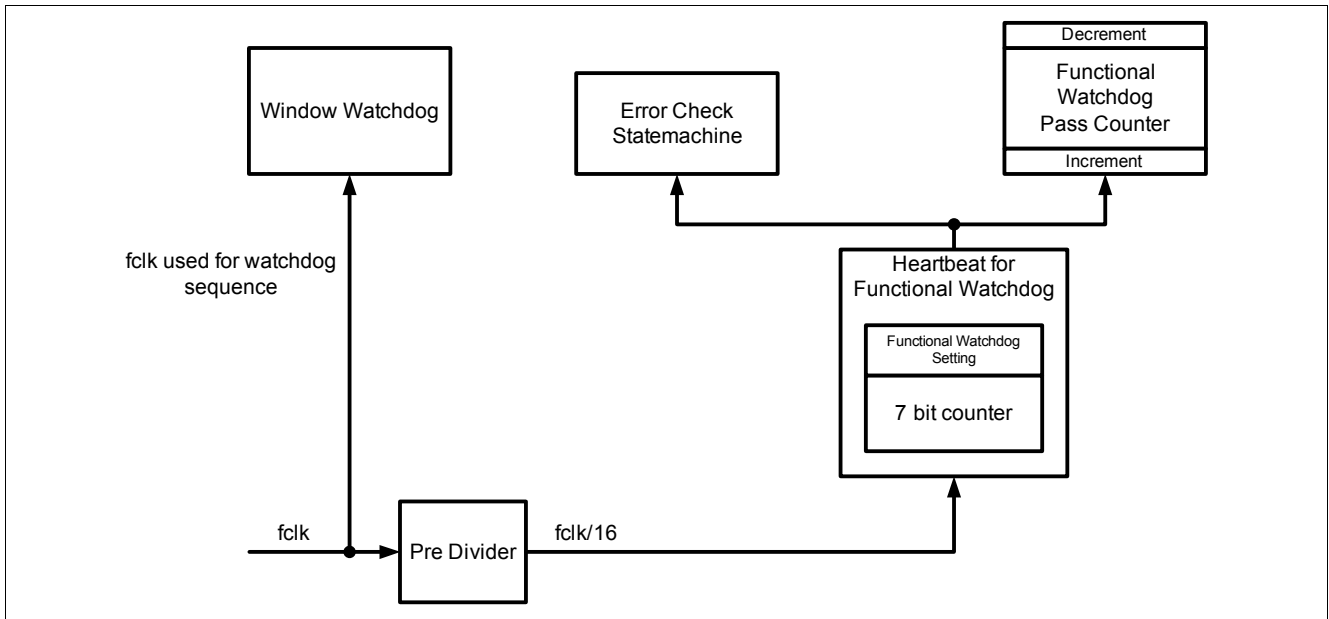 Decrement
Functional
Watchdog
Pass Counter
Increment
Window Watchdog
Error Check
Statemachine
fclk used for watchdog
sequence
Heartbeat for
Functional Watchdog
Functional Watchdog
Setting
7 bit counter
fclk
Pre Divider
fclk/16